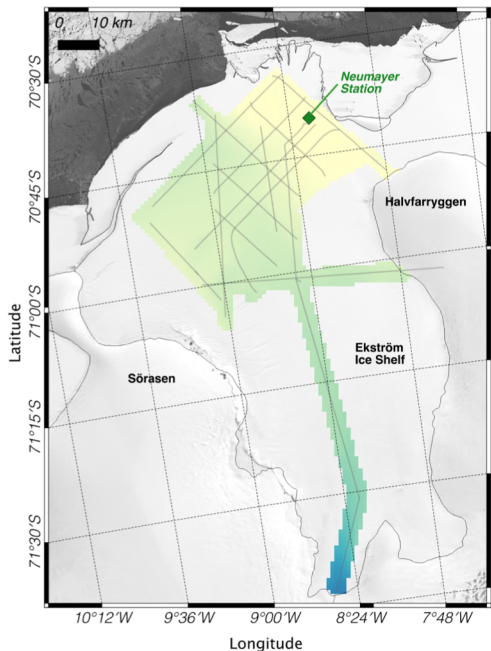 0 10 km
Neumayer
Station
Halvfarryggen
Ekström
Ice Shelf
Sörasen
70°30'S
70°45'S
71°00'S
71°15'S
71°30'S
Latitude
10°12'W 9°36'W 9°00'W 8°24'W 7°48'W
Longitude